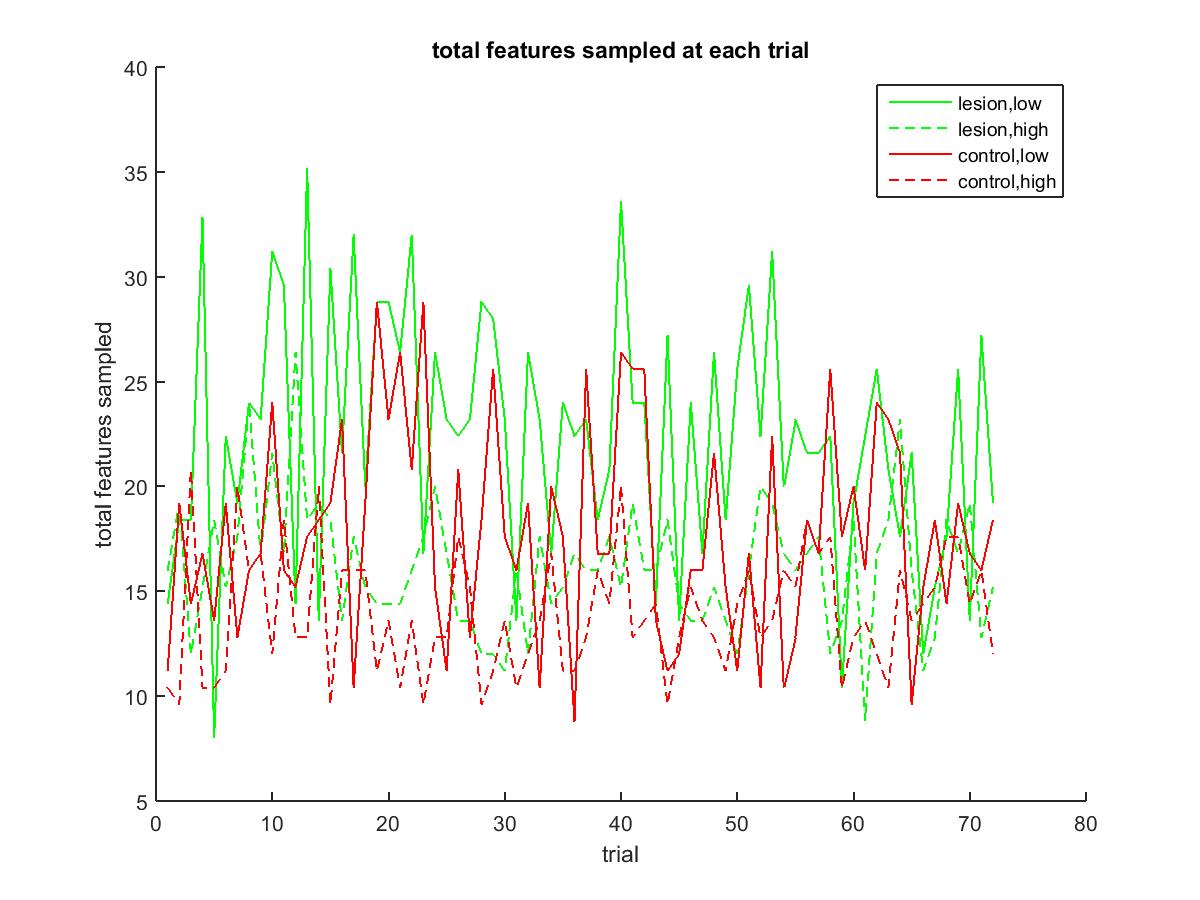 total features sampled at each trial
40
35
30
25
20
15
10
5
total features sampled
lesion,low
lesion,high
control,low
control,high
0 10 20 30 40 50 60 70 80
trial